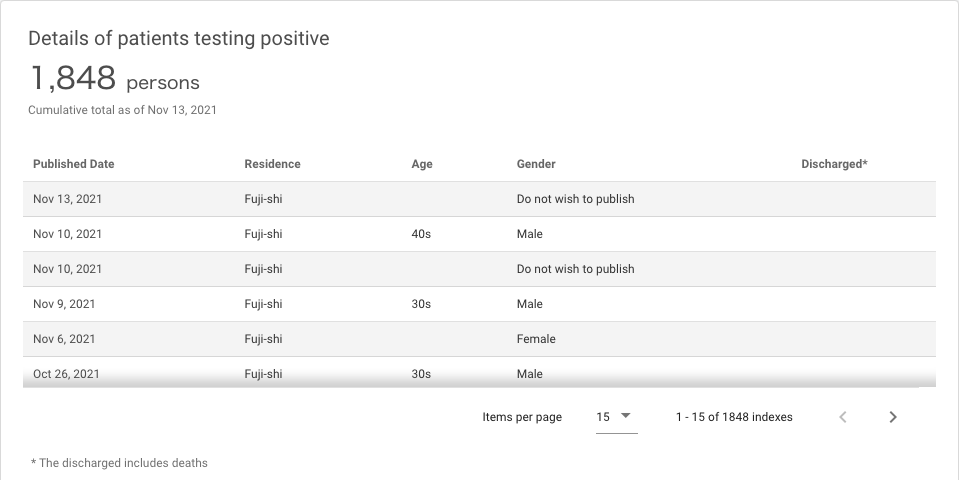 Details of patients testing positive
1,848 persons
Cumulative total as of Nov 13, 2021
Published Date Residence Age Gender Discharged*
Nov 13, 2021 Fuji-shi Do not wish to publish
Nov 10, 2021 Fuji-shi 40s Male
Nov 10, 2021 Fuji-shi Do not wish to publish
Nov 9, 2021 Fuji-shi 30s Male
Nov 6, 2021 Fuji-shi Female
Oct 26, 2021 Fuji-shi 30s Male
Items per page 15 1 - 15 of 1848 indexes
* The discharged includes deaths